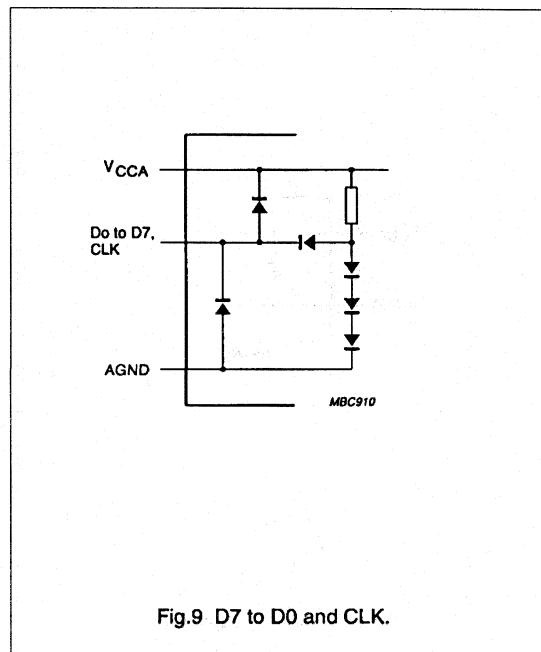 VCCA
Do to D7,
CLK
AGND
MBC910
Fig.9 D7 to D0 and CLK.